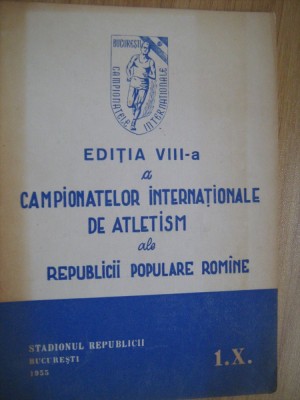 BUCUREȘTI
CAMPIONATELE INTERNAȚIONALE
EDIȚIA VIII-a
a
CAMPIONATELOR INTERNAȚIONALE
DE ATLETISM
ale
REPUBLICII POPULARE ROMÎNE
STADIONUL REPUBLICII
BUCUREȘTI
1955
1.X.